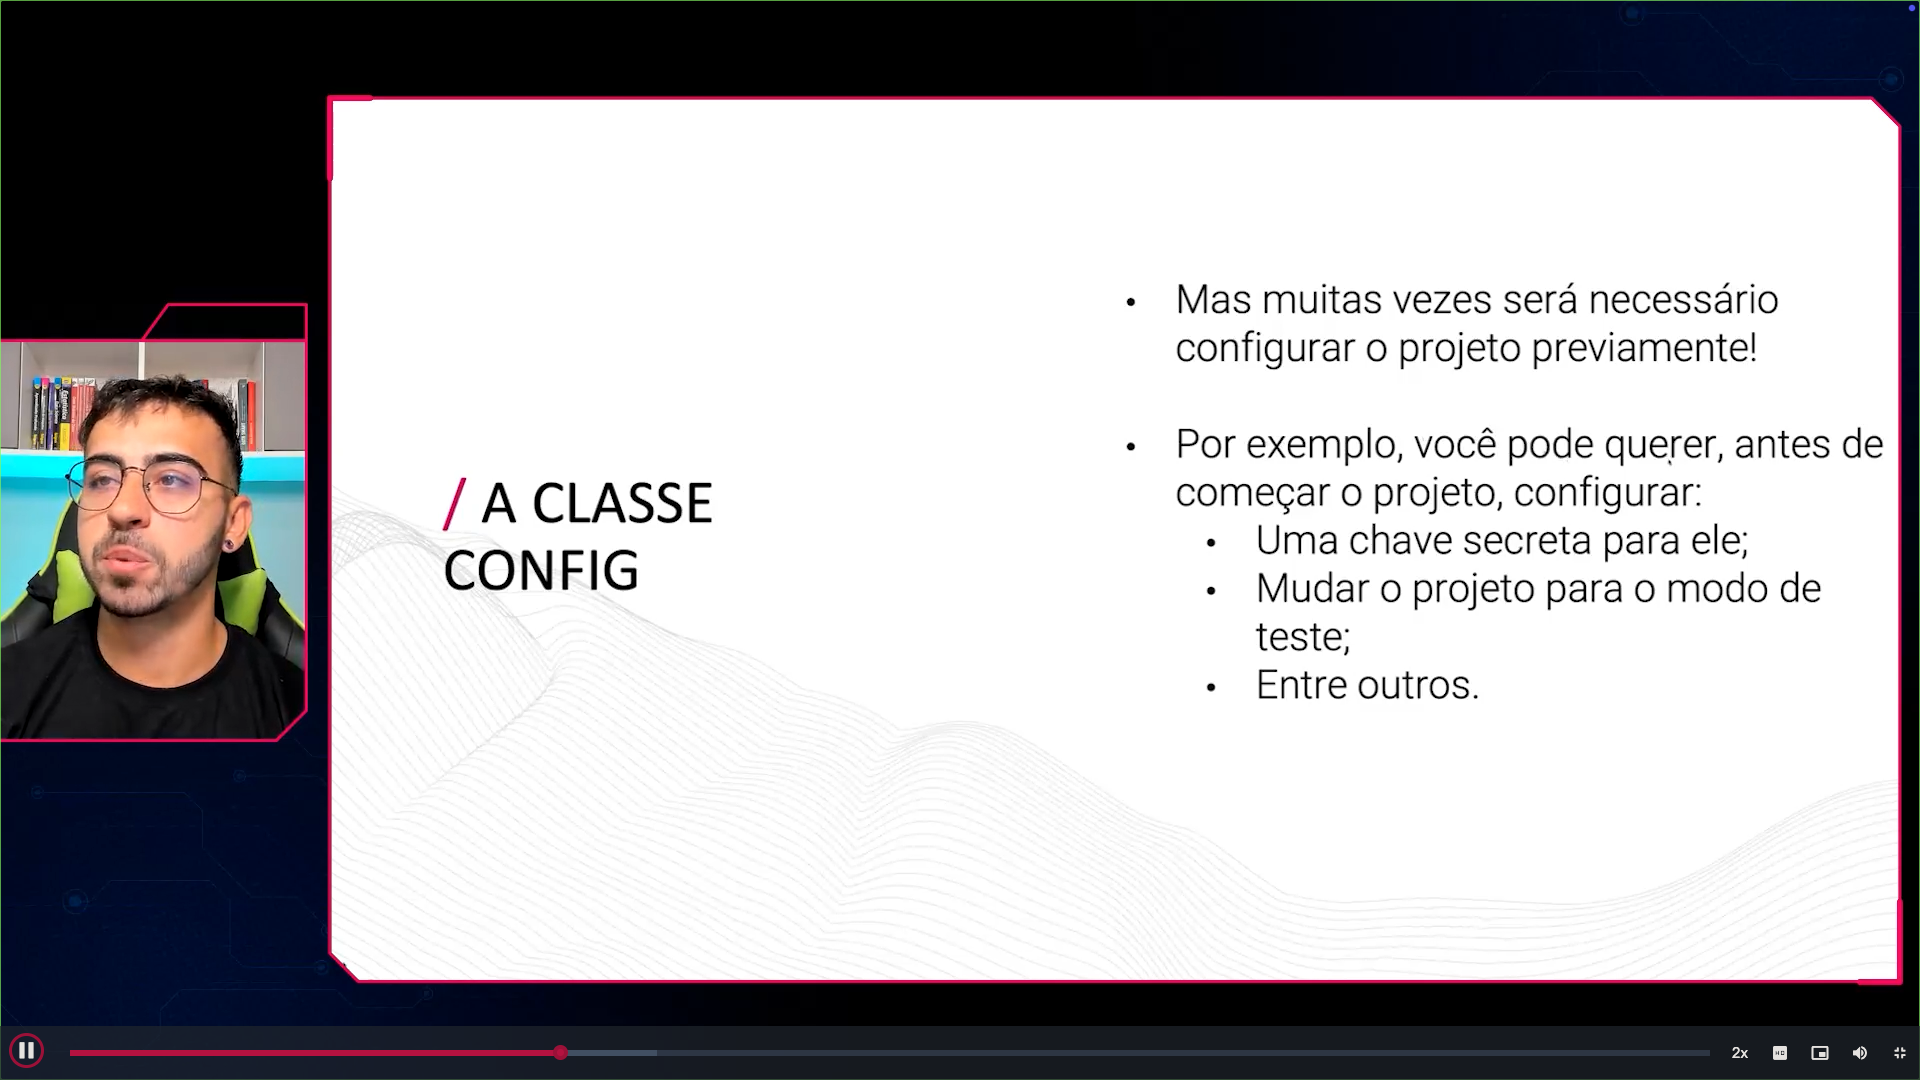 / A CLASSE
CONFIG
• Mas muitas vezes será necessário
configurar o projeto previamente!
• Por exemplo, você pode querer, antes de
começar o projeto, configurar:
• Uma chave secreta para ele;
• Mudar o projeto para o modo de
teste;
• Entre outros.
2x